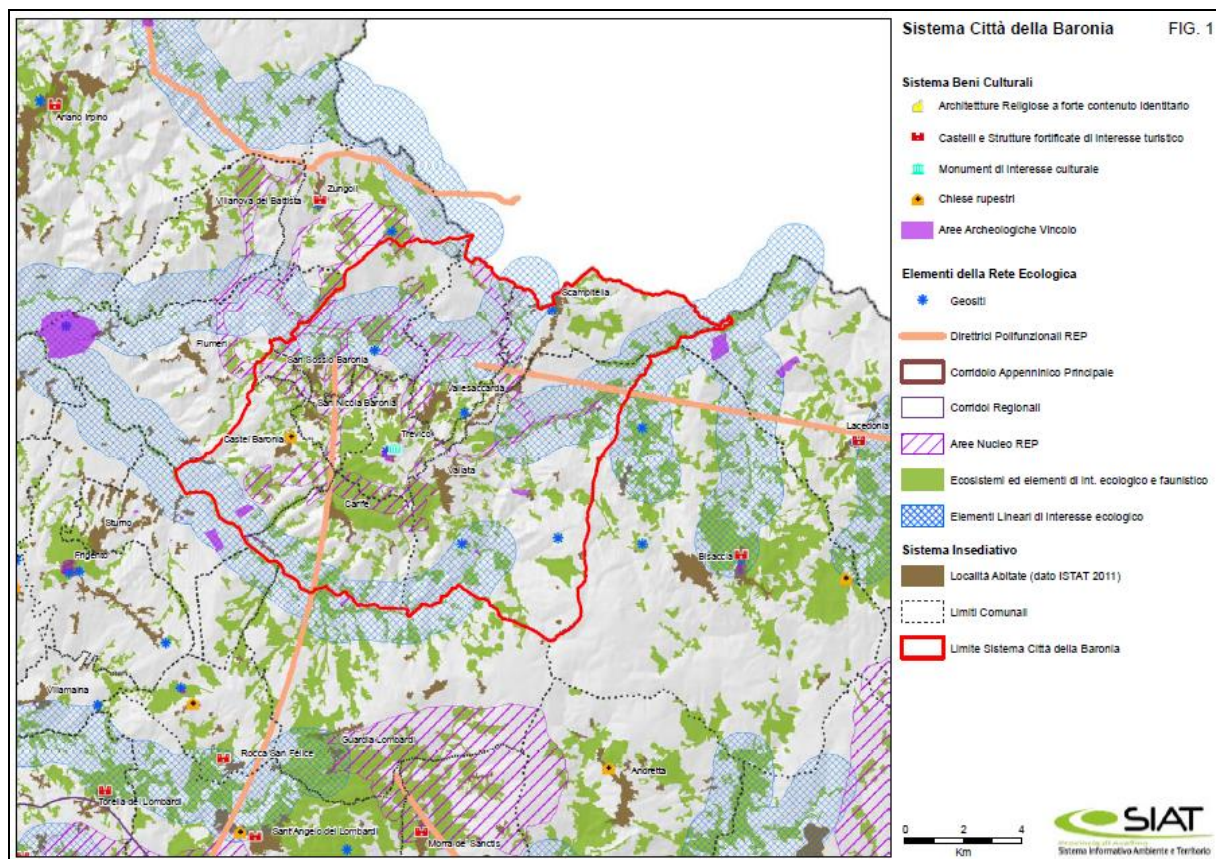 Sistema Città della Baronia FIG. 1
Sistema Beni Culturali
Architettture Religiose a forte contenuto identitario
Castelli e Strutture fortificate di interesse turistico
Monument di interesse culturale
Chiese rupestri
Aree Archeologiche Vincolo
Elementi della Rete Ecologica
Geositi
Direttrici Polifunzionali REP
Corridoio Appenninico Principale
Corridoi Regionali
Aree Nucleo REP
Ecosistemi ed elementi di int. ecologico e faunistico
Elementi Lineari di interesse ecologico
Sistema Insediativo
Località Abitate (dato ISTAT 2011)
Limiti Comunali
Limite Sistema Città della Baronia
0 2 4
Km
SIAT
Sistema Informativo Ambiente e Territorio
Ariano Irpino
Zungoli
Villanova del Battista
Scampitella
Flumeri
San Sossio Baronia
Vallesaccarda
San Nicola Baronia
Lacedonia
Castel Baronia
Trevico
Vallata
Carife
Sturno
Frigento
Bisaccia
Villamaina
Guardia Lombardi
Rocca San Felice
Andretta
Torella dei Lombardi
Sant'Angelo dei Lombardi
Morra de Sanctis